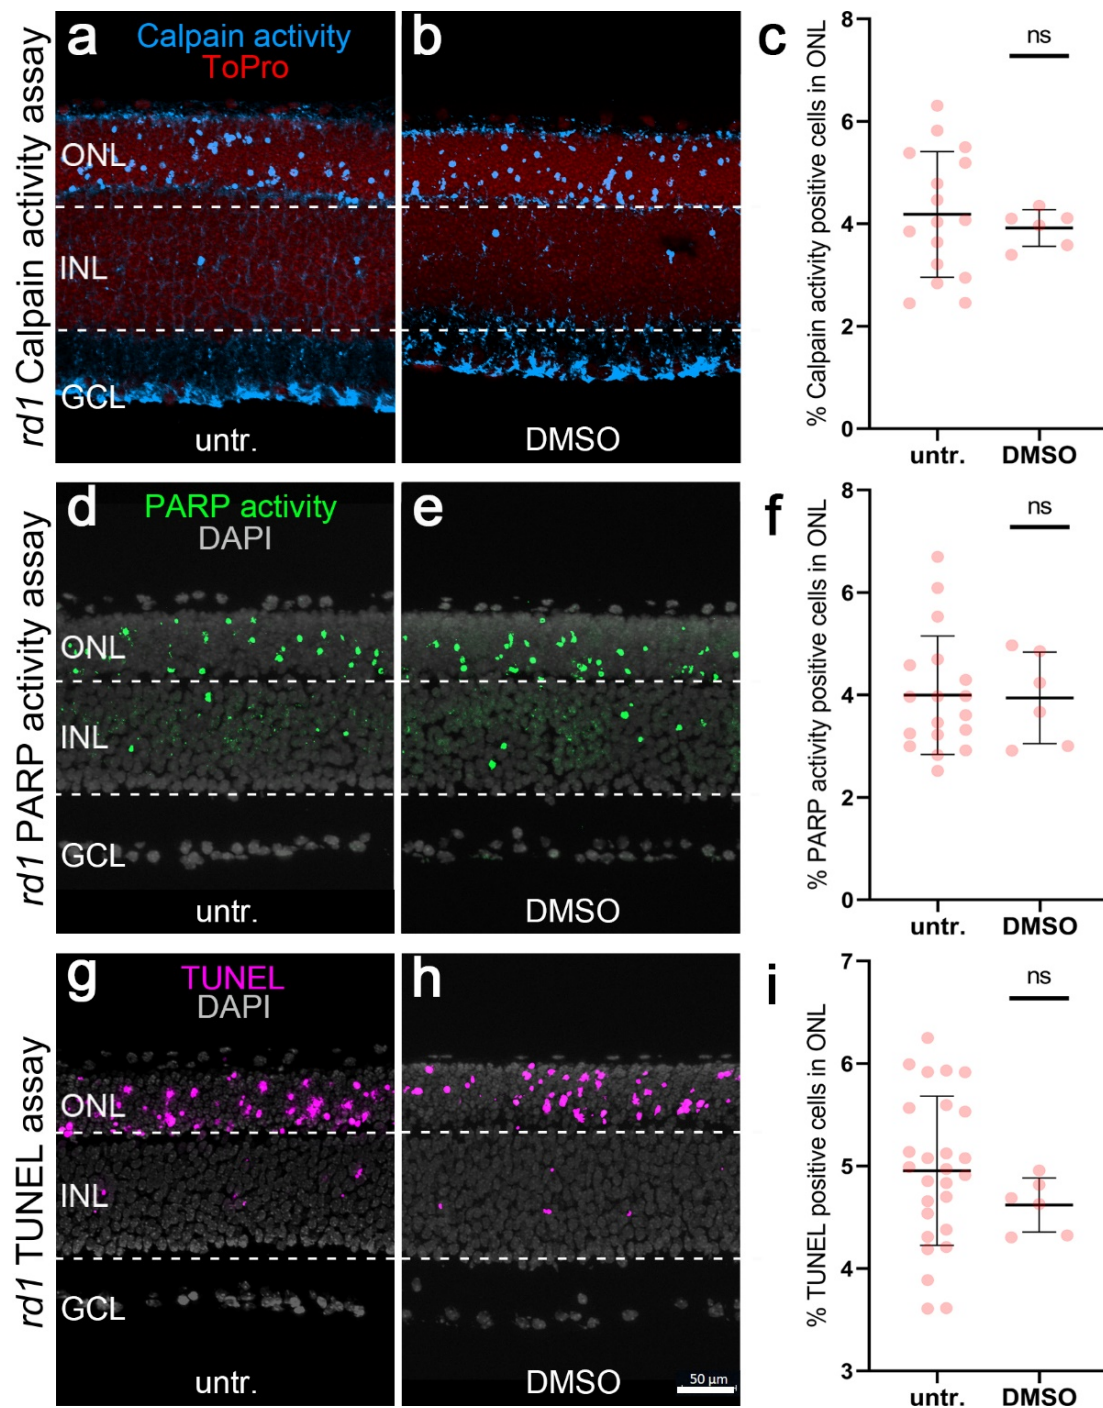 rd1 Calpain activity assay
a
Calpain activity
ToPro
ONL
INL
GCL
untr.
b
DMSO
c
% Calpain activity positive cells in ONL
8
6
4
2
0
ns
untr.
DMSO
rd1 PARP activity assay
d
PARP activity
DAPI
ONL
INL
GCL
untr.
e
DMSO
f
% PARP activity positive cells in ONL
8
6
4
2
0
ns
untr.
DMSO
rd1 TUNEL assay
g
TUNEL
DAPI
ONL
INL
GCL
untr.
h
DMSO
50 µm
i
% TUNEL positive cells in ONL
7
6
5
4
3
ns
untr.
DMSO